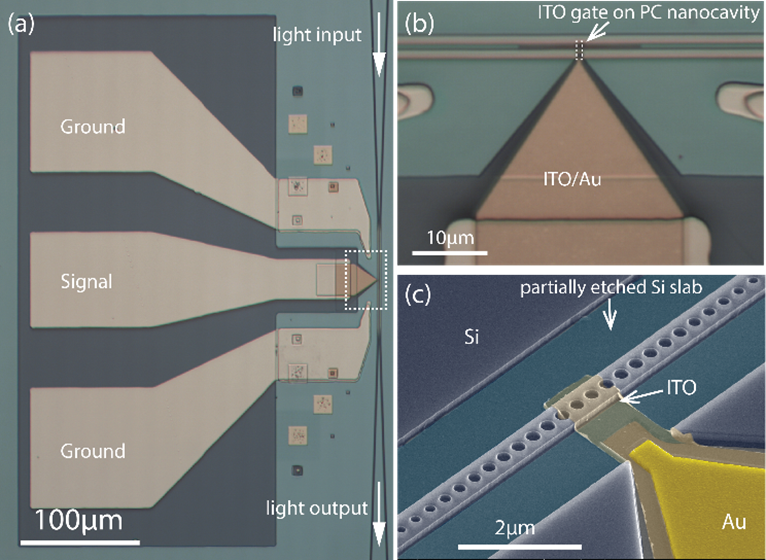 (a)
light input
Ground
Signal
Ground
light output
100µm
(b)
ITO gate on PC nanocavity
ITO/Au
10µm
(c)
partially etched Si slab
Si
ITO
Au
2µm